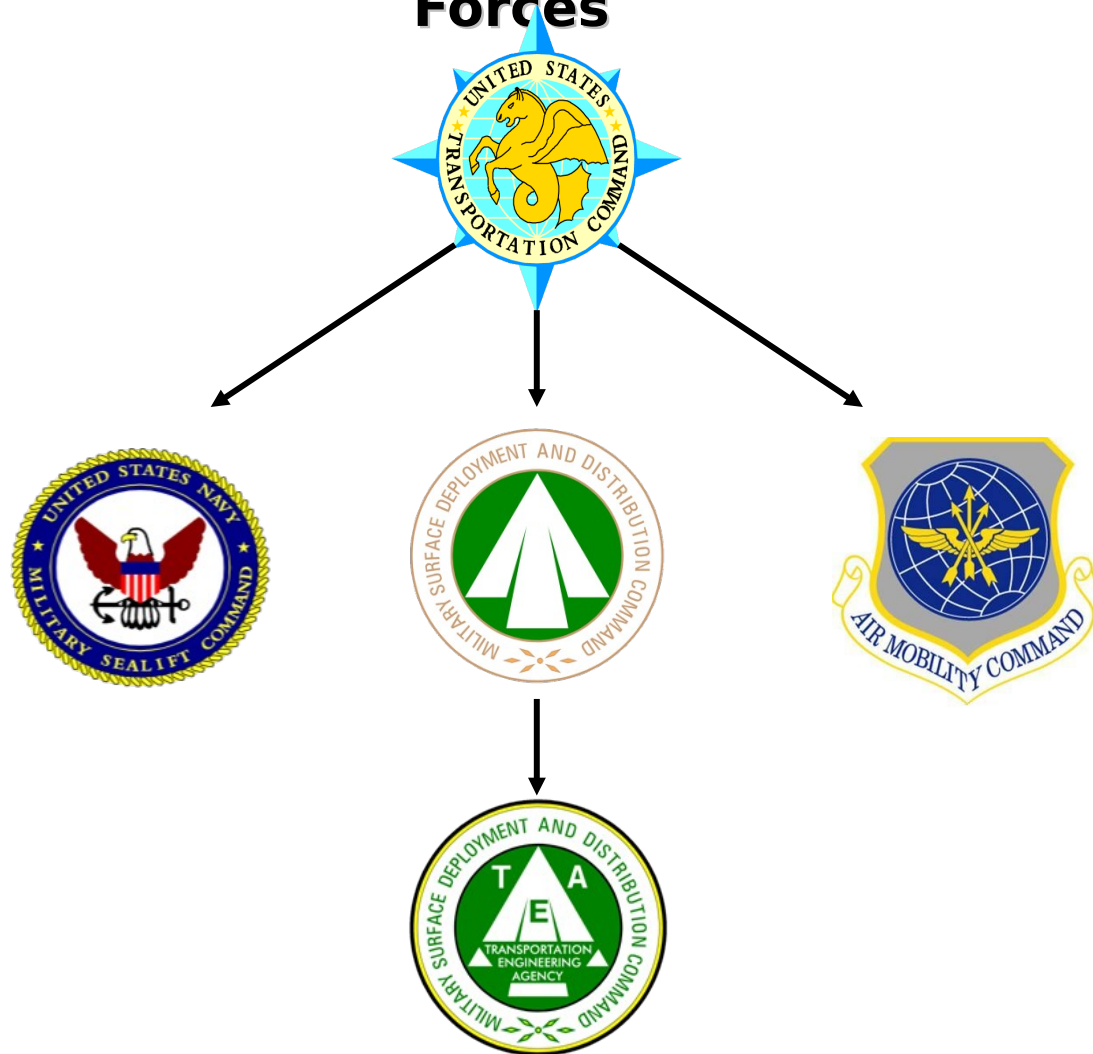 Forces
UNITED STATES
TRANSPORTATION COMMAND
UNITED STATES NAVY
MILITARY SEALIFT COMMAND
MILITARY SURFACE DEPLOYMENT AND DISTRIBUTION COMMAND
AIR MOBILITY COMMAND
MILITARY SURFACE DEPLOYMENT AND DISTRIBUTION COMMAND
T A
E
TRANSPORTATION
ENGINEERING
AGENCY